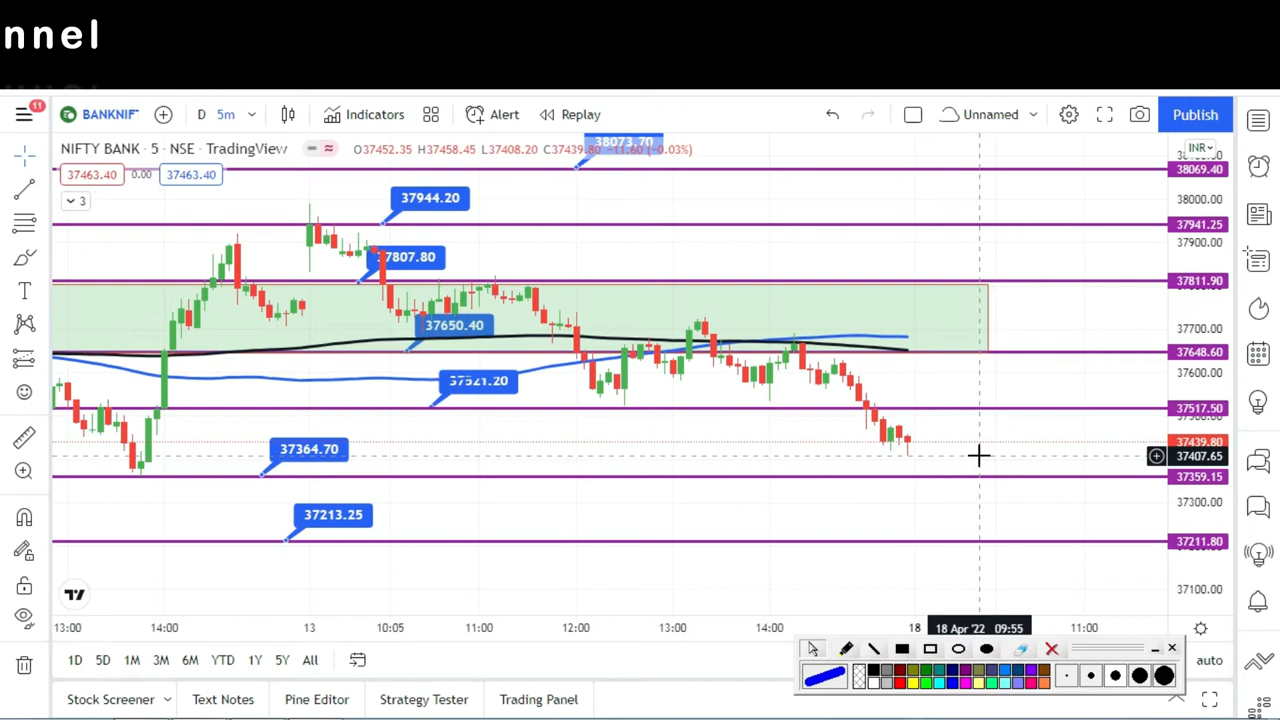 nnel
11
BANKNIF
D
5m
Indicators
Alert
Replay
Unnamed
Publish
NIFTY BANK · 5 · NSE · TradingView
O37452.35 H37458.45 L37408.20 C37439.80 −11.60 (−0.03%)
INR
37463.40 0.00 37463.40
3
38073.70
37944.20
37807.80
37650.40
37521.20
37364.70
37213.25
38069.40
38000.00
37941.25
37900.00
37811.90
37700.00
37648.60
37600.00
37517.50
37439.80
37407.65
37359.15
37300.00
37211.80
37100.00
13:00 14:00 13 10:05 11:00 12:00 13:00 14:00 18 18 Apr '22 09:55 11:00
1D 5D 1M 3M 6M YTD 1Y 5Y All
auto
Stock Screener Text Notes Pine Editor Strategy Tester Trading Panel